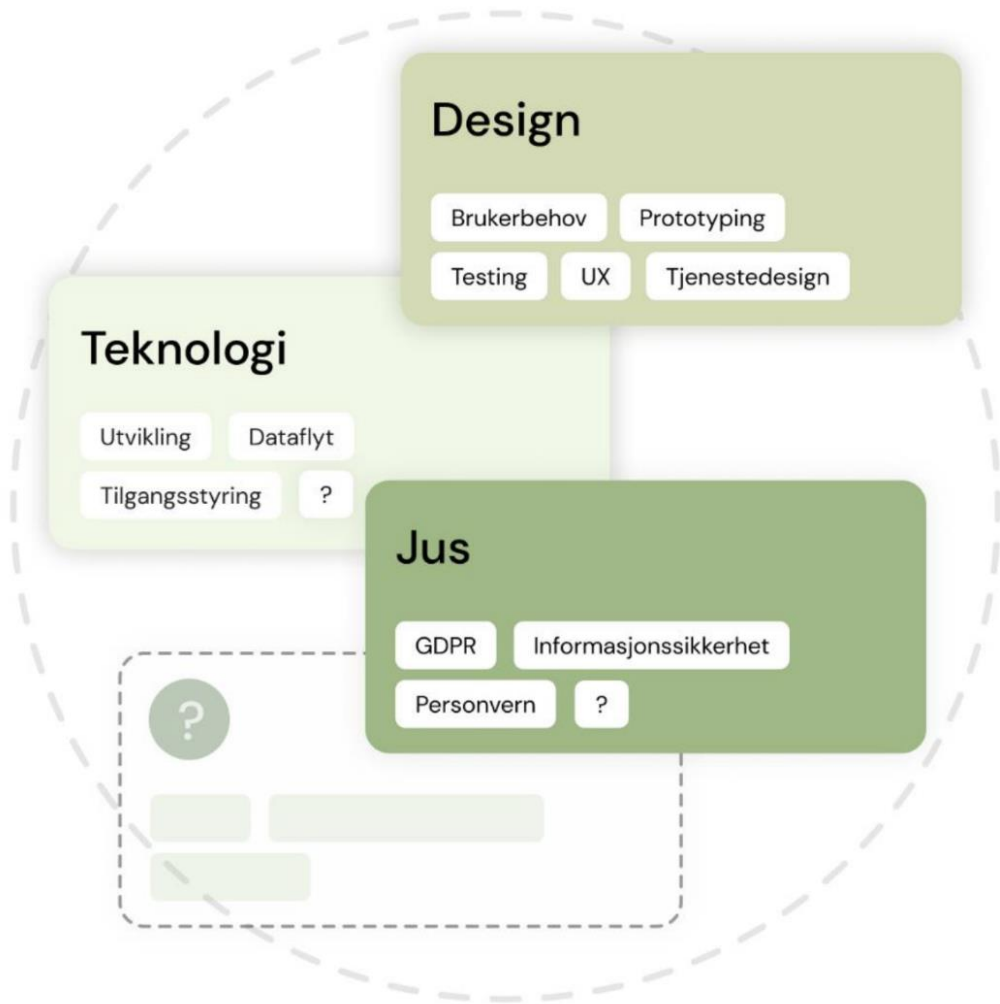 Design
Brukerbehov Prototyping
Testing UX Tjenestedesign
Teknologi
Utvikling Dataflyt
Tilgangsstyring ?
Jus
GDPR Informasjonssikkerhet
Personvern ?
?